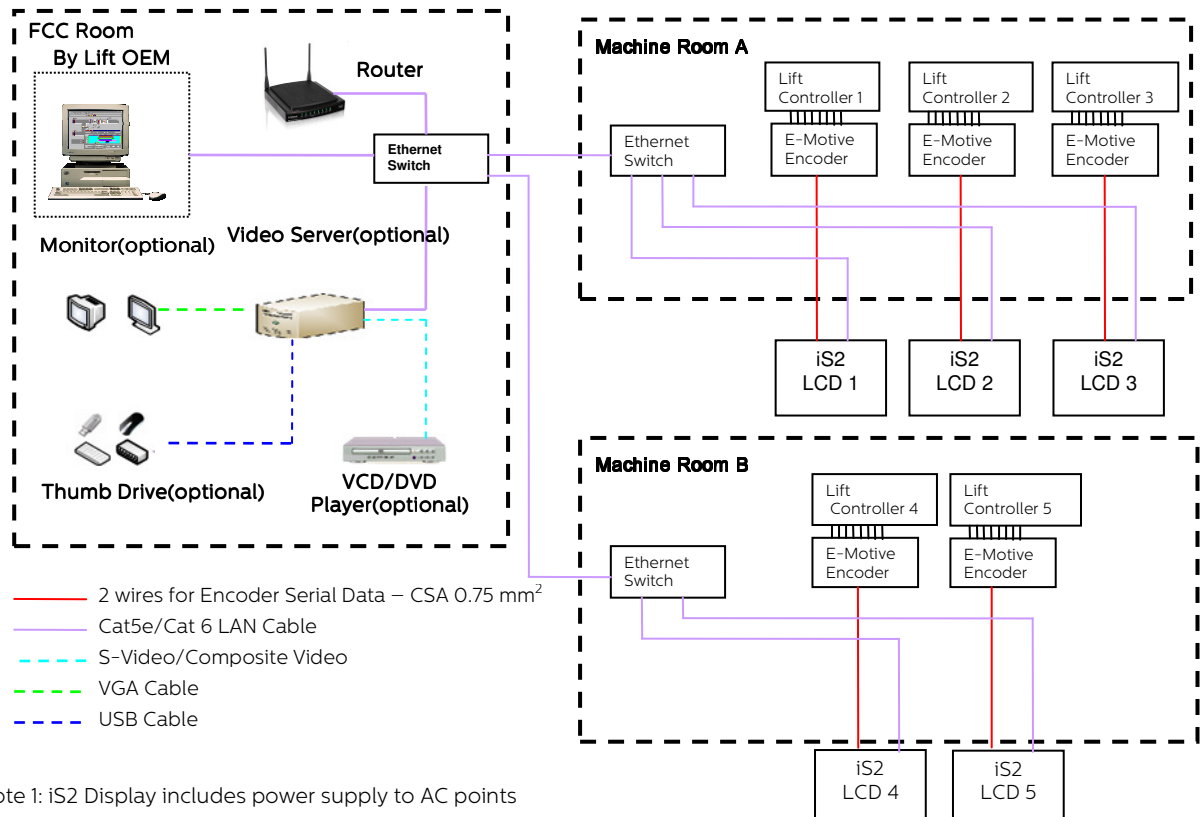 FCC Room
By Lift OEM
Router
Ethernet
Switch
Monitor(optional)
Video Server(optional)
Thumb Drive(optional)
VCD/DVD
Player(optional)
Machine Room A
Lift
Controller 1
Lift
Controller 2
Lift
Controller 3
Ethernet
Switch
E-Motive
Encoder
E-Motive
Encoder
E-Motive
Encoder
iS2
LCD 1
iS2
LCD 2
iS2
LCD 3
Machine Room B
Lift
Controller 4
Lift
Controller 5
Ethernet
Switch
E-Motive
Encoder
E-Motive
Encoder
iS2
LCD 4
iS2
LCD 5
2 wires for Encoder Serial Data – CSA 0.75 mm²
Cat5e/Cat 6 LAN Cable
S-Video/Composite Video
VGA Cable
USB Cable
ote 1: iS2 Display includes power supply to AC points